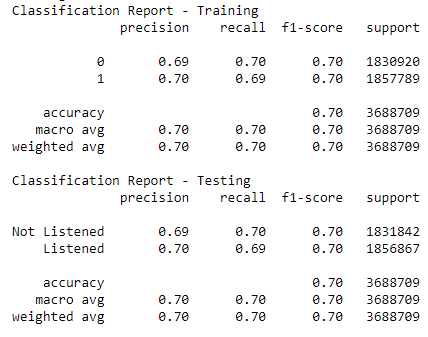 Classification Report - Training
precision recall f1-score support
0 0.69 0.70 0.70 1830920
1 0.70 0.69 0.70 1857789
accuracy 0.70 3688709
macro avg 0.70 0.70 0.70 3688709
weighted avg 0.70 0.70 0.70 3688709
Classification Report - Testing
precision recall f1-score support
Not Listened 0.69 0.70 0.70 1831842
Listened 0.70 0.69 0.70 1856867
accuracy 0.70 3688709
macro avg 0.70 0.70 0.70 3688709
weighted avg 0.70 0.70 0.70 3688709